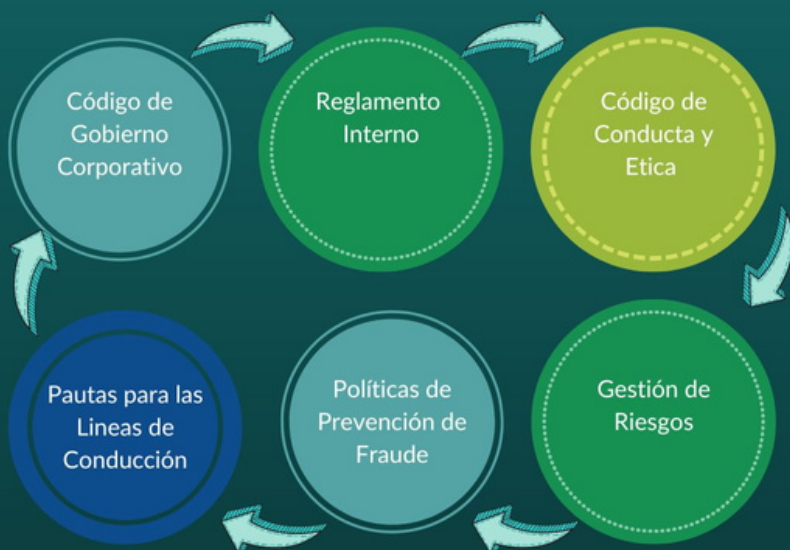 Código de
Gobierno
Corporativo
Reglamento
Interno
Código de
Conducta y
Etica
Gestión de
Riesgos
Políticas de
Prevención de
Fraude
Pautas para las
Lineas de
Conducción